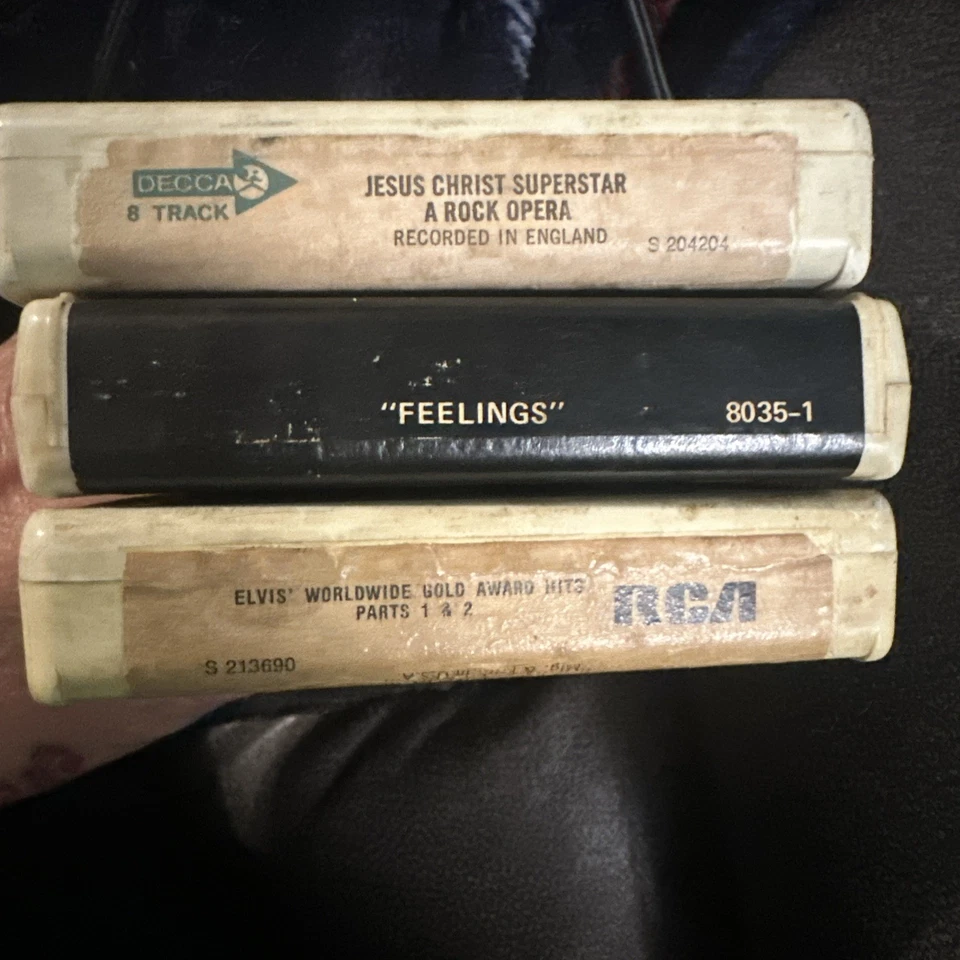 DECCA
8 TRACK
JESUS CHRIST SUPERSTAR
A ROCK OPERA
RECORDED IN ENGLAND
S 204204
"FEELINGS"
8035-1
ELVIS' WORLDWIDE GOLD AWARD HITS
PARTS 1 & 2
RCA
S 213690